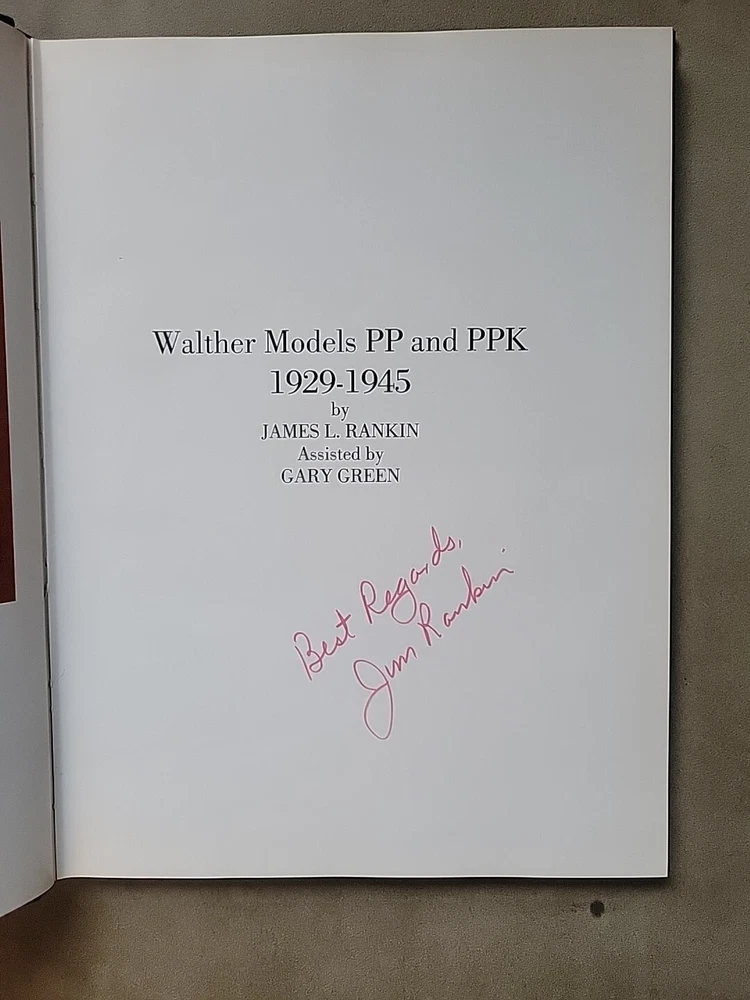 Walther Models PP and PPK
1929-1945
by
JAMES L. RANKIN
Assisted by
GARY GREEN
Best Regards,
Jim Rankin